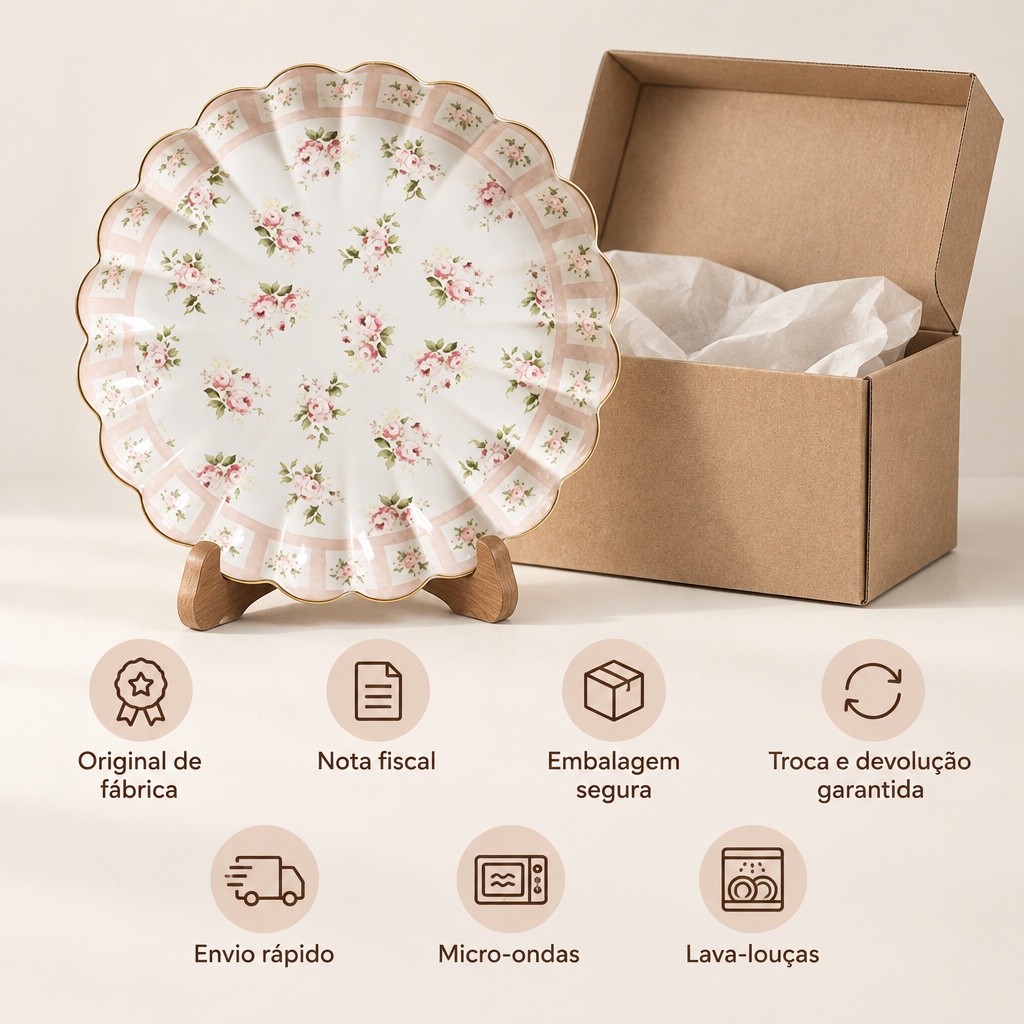 Original de
fábrica
Nota fiscal
Embalagem
segura
Troca e devolução
garantida
Envio rápido
Micro-ondas
Lava-louças